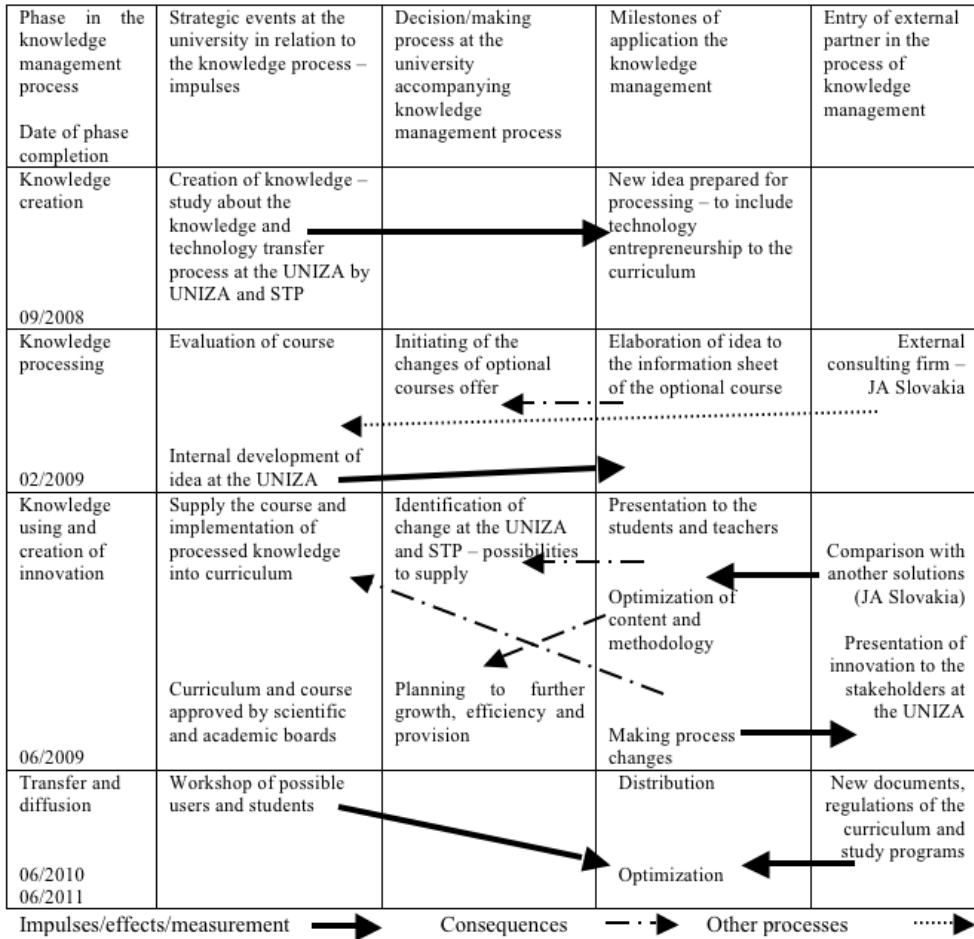 Phase in the
knowledge
management
process
Date of phase
completion
Strategic events at the
university in relation to
the knowledge process –
impulses
Decision/making
process at the
university
accompanying
knowledge
management process
Milestones of
application the
knowledge
management
Entry of external
partner in the
process of
knowledge
management
Knowledge
creation
09/2008
Creation of knowledge –
study about the
knowledge and
technology transfer
process at the UNIZA by
UNIZA and STP
New idea prepared for
processing – to include
technology
entrepreneurship to the
curriculum
Knowledge
processing
02/2009
Evaluation of course
Internal development of
idea at the UNIZA
Initiating of the
changes of optional
courses offer
Elaboration of idea to
the information sheet
of the optional course
External
consulting firm –
JA Slovakia
Knowledge
using and
creation of
innovation
06/2009
Supply the course and
implementation of
processed knowledge
into curriculum
Curriculum and course
approved by scientific
and academic boards
Identification of
change at the UNIZA
and STP – possibilities
to supply
Planning to further
growth, efficiency and
provision
Presentation to the
students and teachers
Optimization of
content and
methodology
Making process
changes
Comparison with
another solutions
(JA Slovakia)
Presentation of
innovation to the
stakeholders at
the UNIZA
Transfer and
diffusion
06/2010
06/2011
Workshop of possible
users and students
Distribution
Optimization
New documents,
regulations of the
curriculum and
study programs
Impulses/effects/measurement
Consequences
Other processes